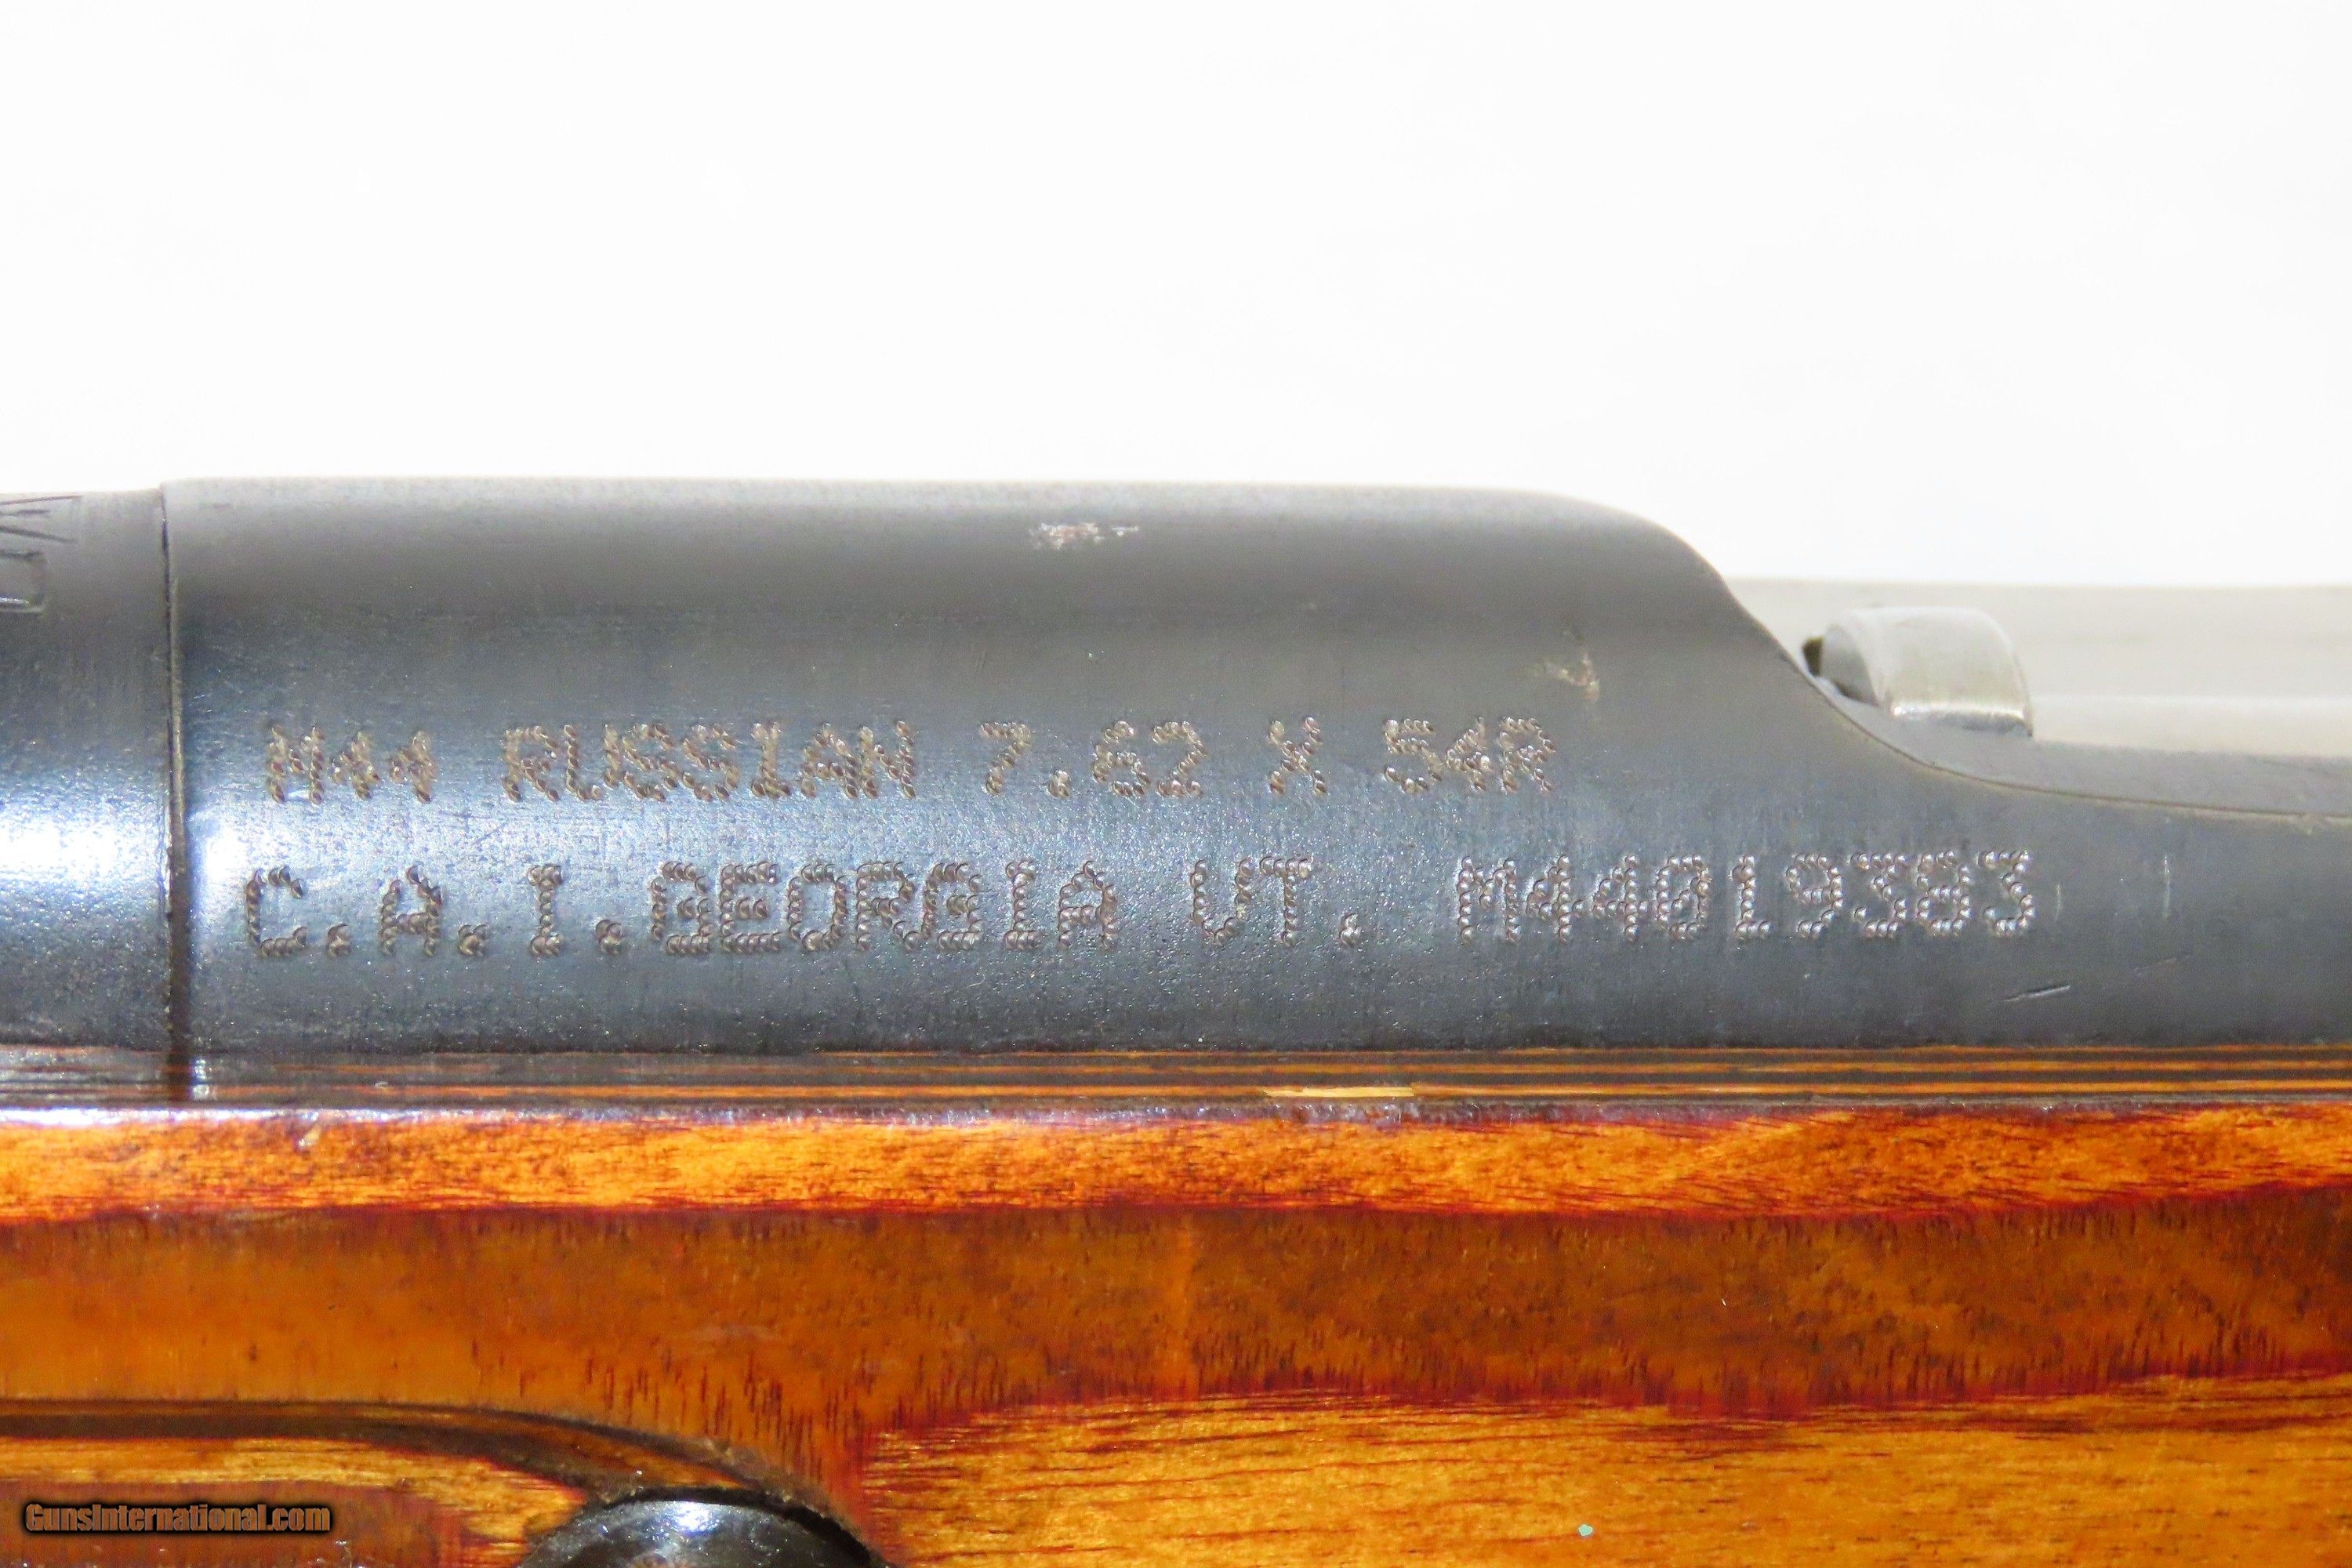 M44 RUSSIAN 7.62 X 54R
C.A.I.GEORGIA VT. M44019383
GunsInternational.com